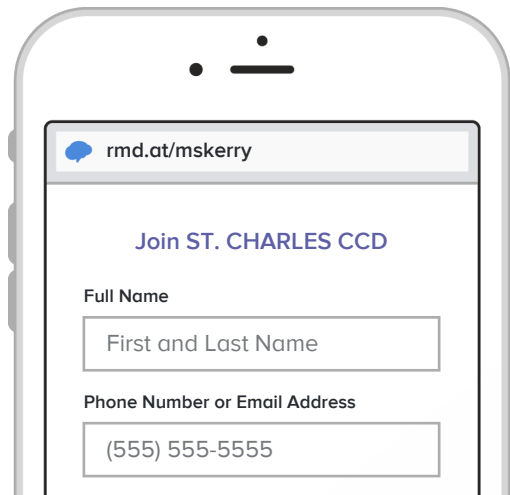 rmd.at/mskerry
Join ST. CHARLES CCD
Full Name
First and Last Name
Phone Number or Email Address
(555) 555-5555